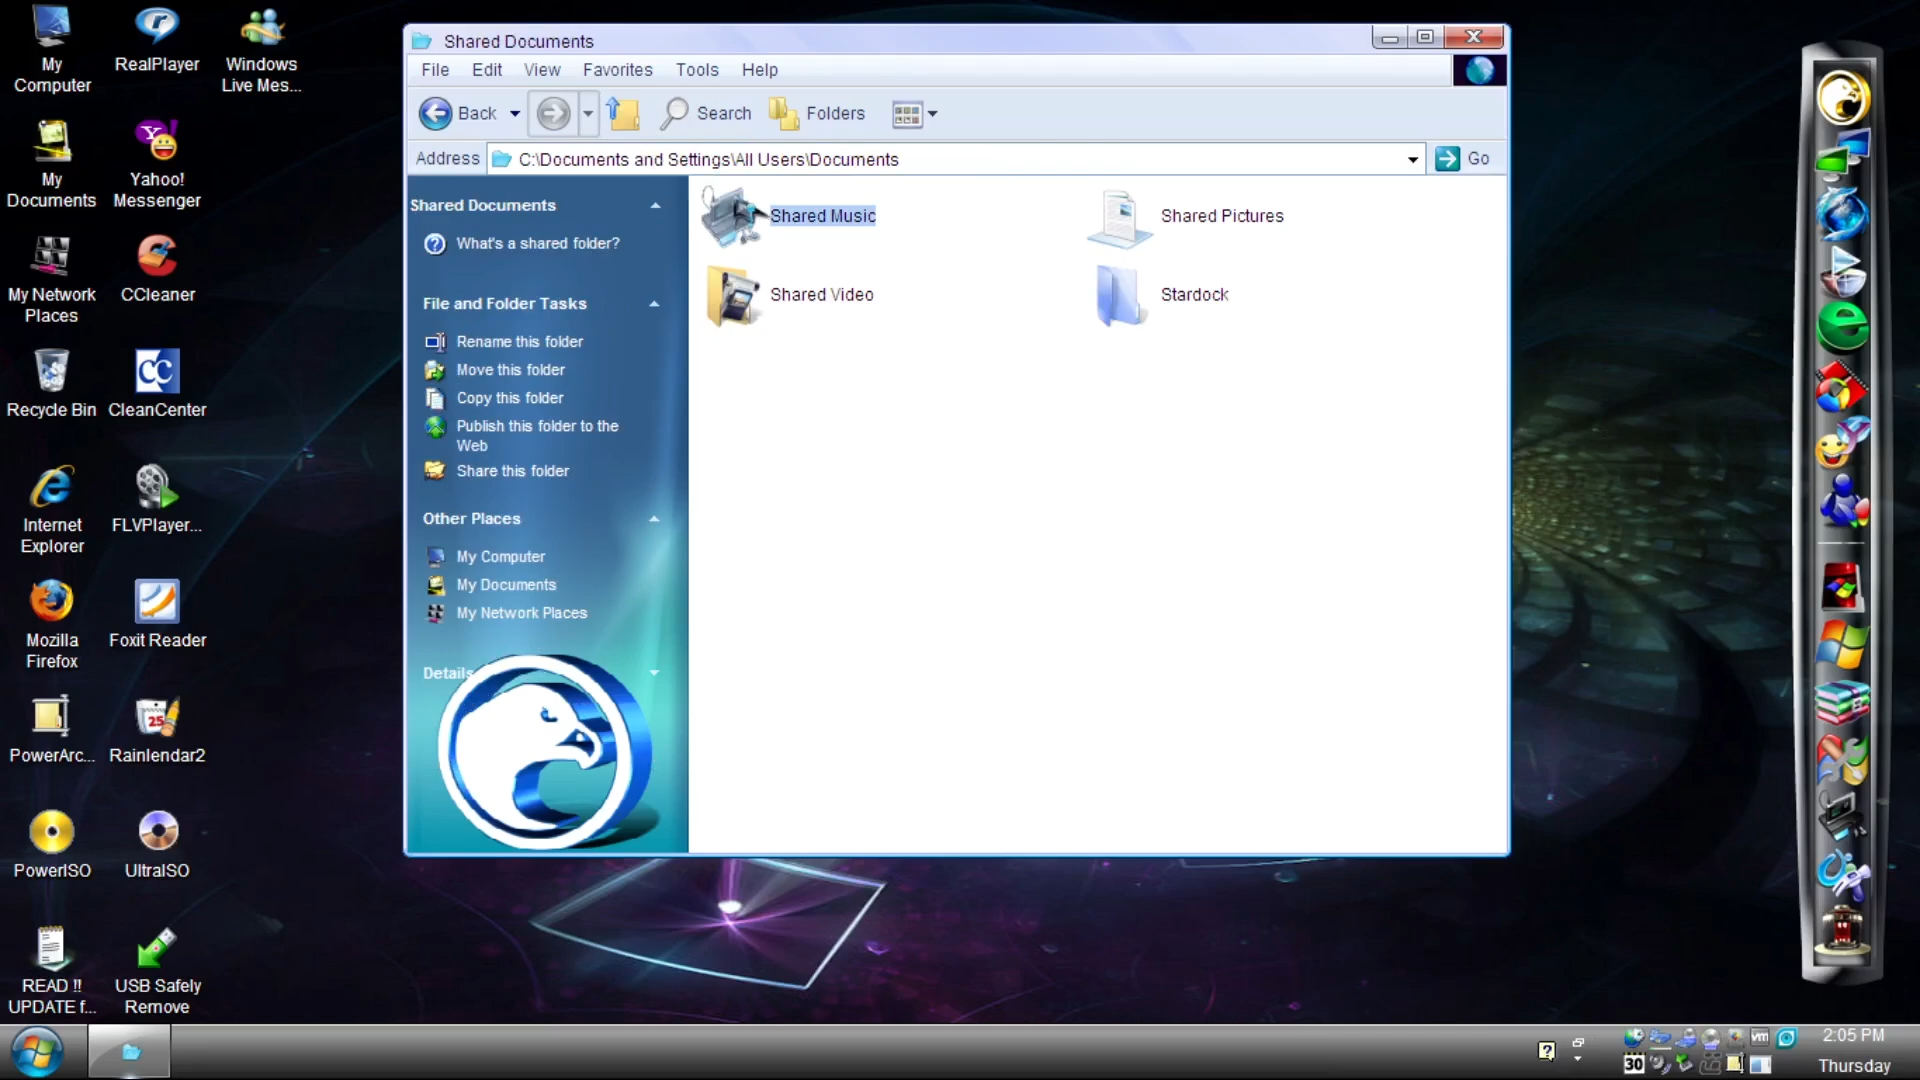 My
Computer
RealPlayer
Windows
Live Mes...
My
Documents
Yahoo!
Messenger
My Network
Places
CCleaner
Recycle Bin
CC
CleanCenter
Internet
Explorer
FLVPlayer...
Mozilla
Firefox
Foxit Reader
PowerArc...
25
Rainlendar2
PowerISO
UltraISO
READ !!
UPDATE f...
USB Safely
Remove
Shared Documents
File Edit View Favorites Tools Help
Back Search Folders
Address C:\Documents and Settings\All Users\Documents Go
Shared Documents
What's a shared folder?
File and Folder Tasks
Rename this folder
Move this folder
Copy this folder
Publish this folder to the
Web
Share this folder
Other Places
My Computer
My Documents
My Network Places
Details
Shared Music
Shared Pictures
Shared Video
Stardock
vm
30
2:05 PM
Thursday